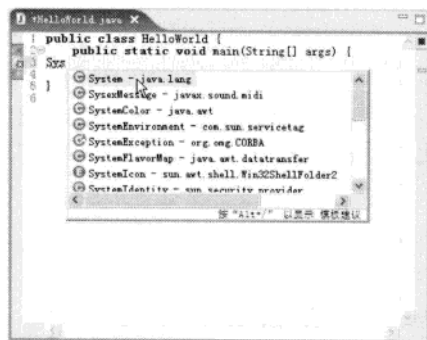 *HelloWorld.java
1 public class HelloWorld {
2 public static void main(String[] args) {
3 Sys
4
5 }
6
System - java.lang
SysexMessage - javax.sound.midi
SystemColor - java.awt
SystemEnvironment - com.sun.servicetag
SystemException - org.omg.CORBA
SystemFlavorMap - java.awt.datatransfer
SystemIcon - sun.awt.shell.Win32ShellFolder2
SystemIdentity - sun.security.provider
按 "Alt+/" 以显示 模板建议